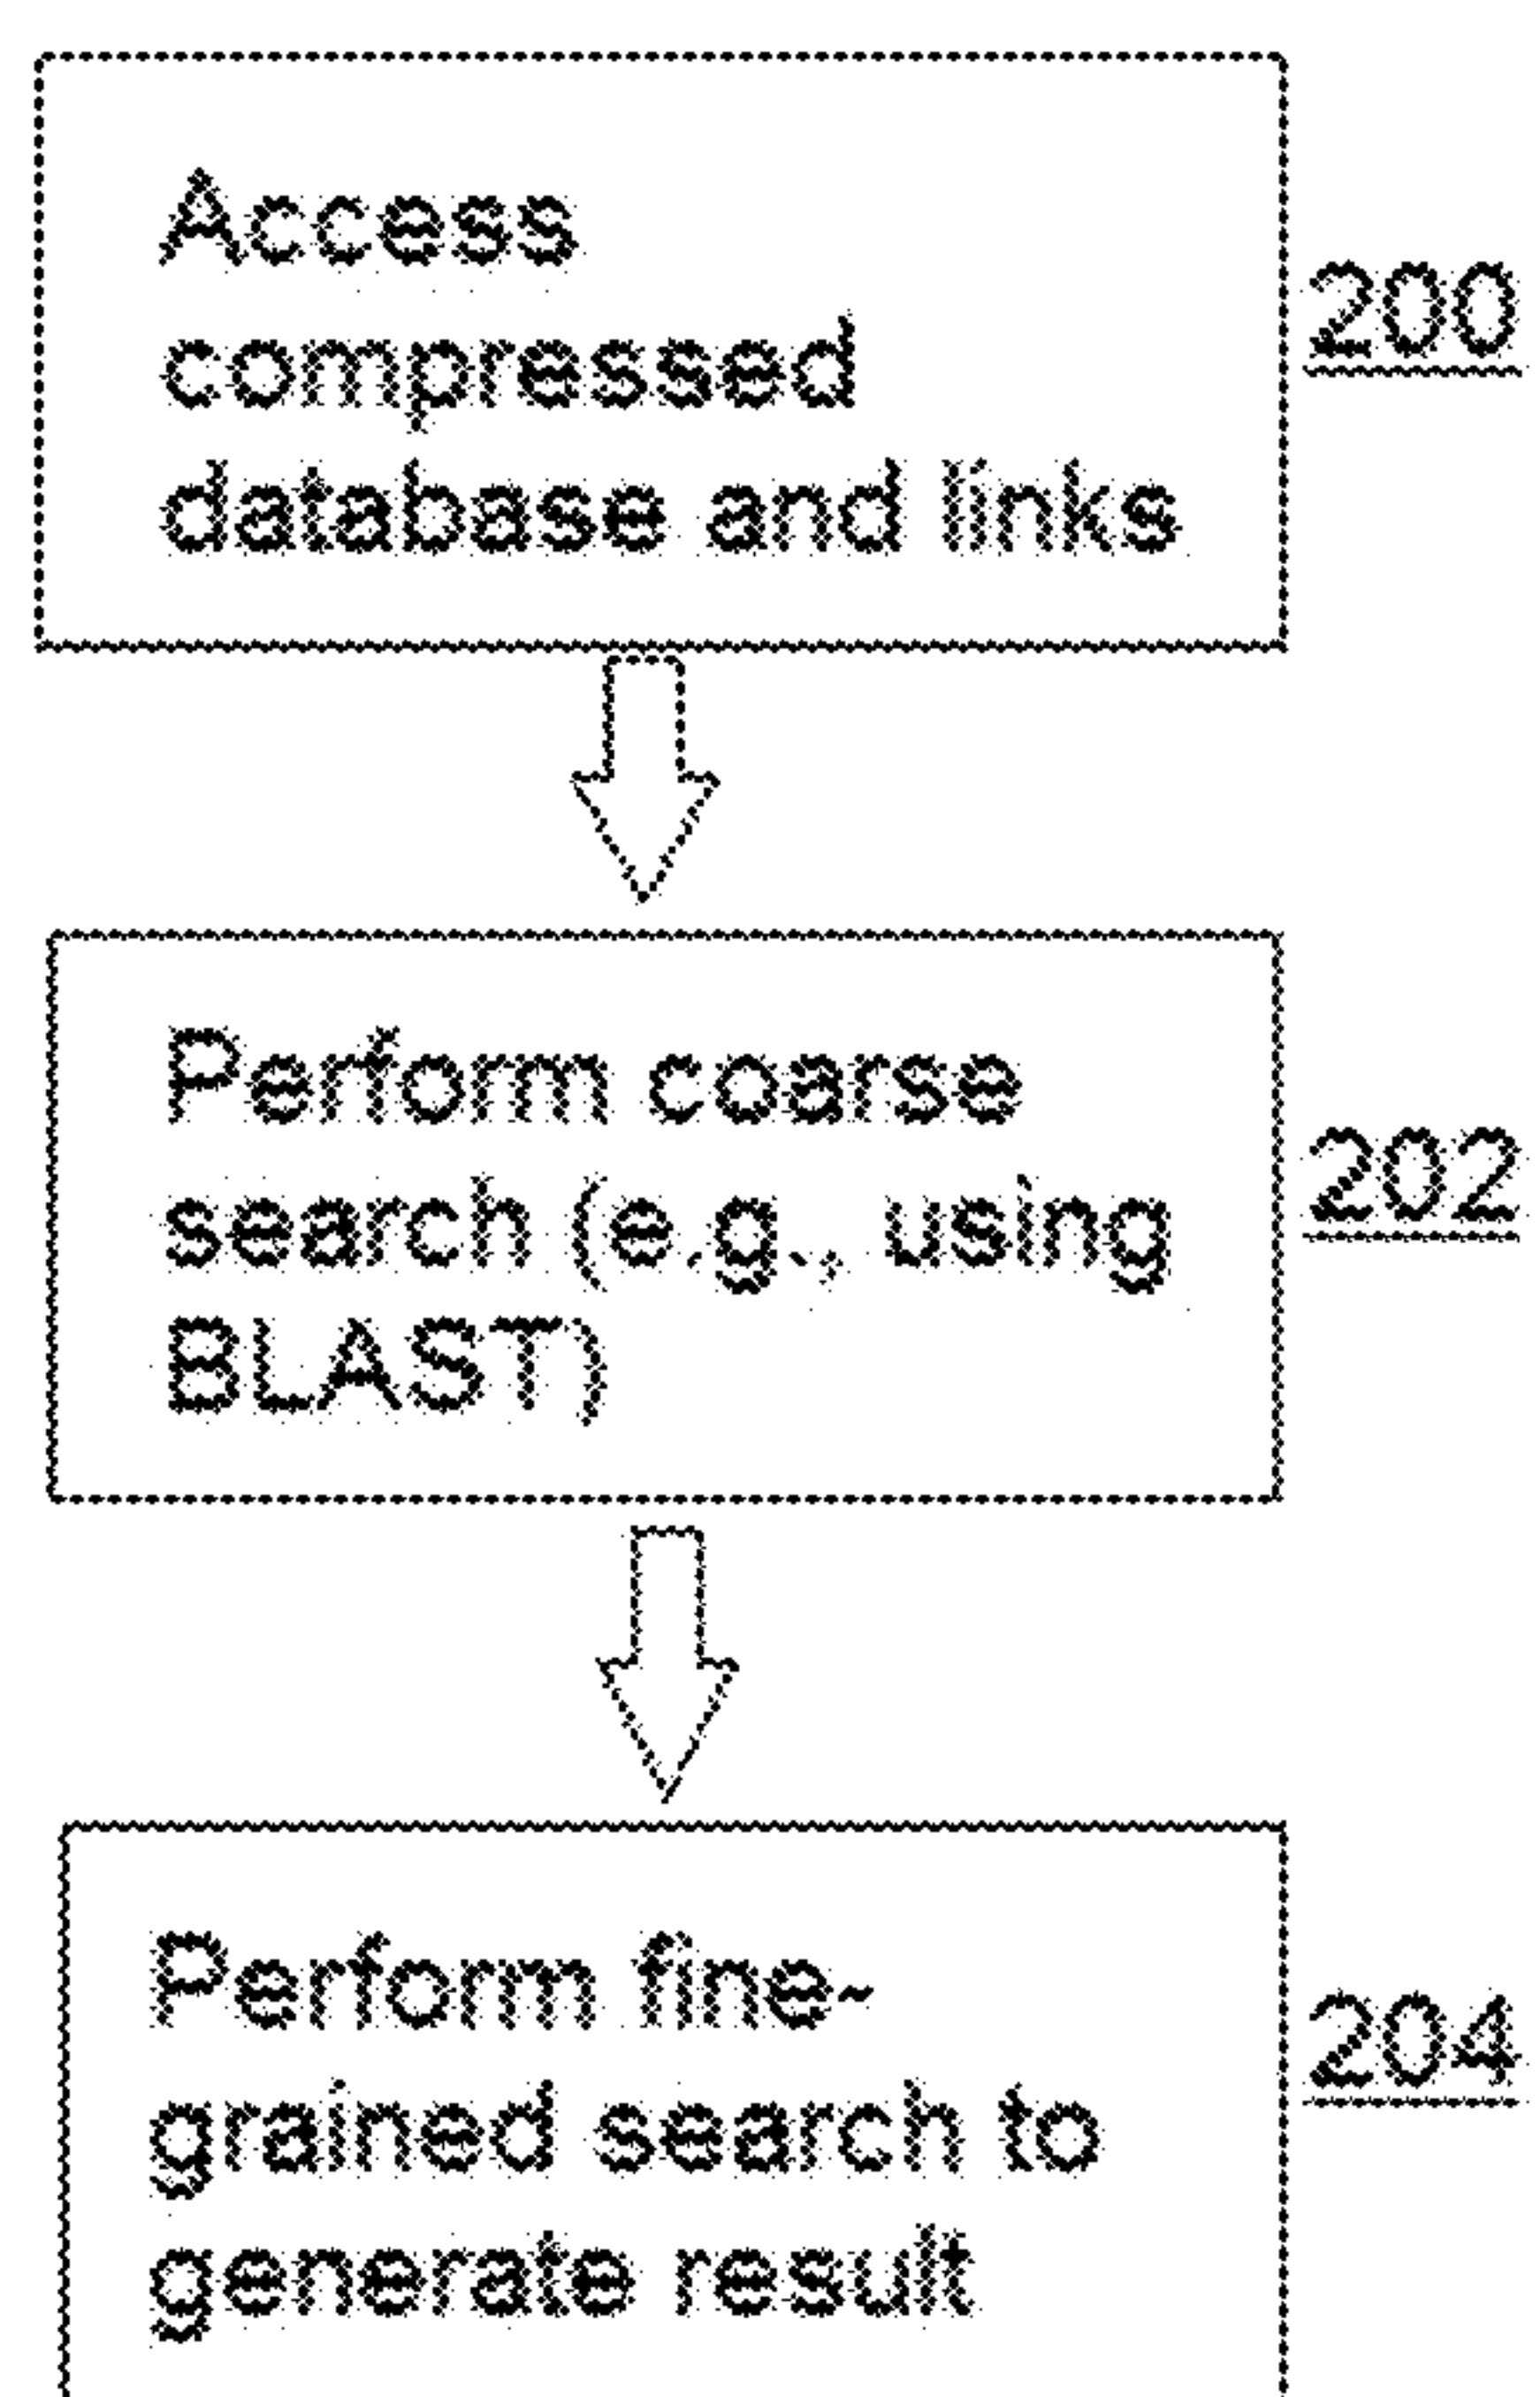 Access
compressed
database and links
200
Perform coarse
search (e.g., using
BLAST)
202
Perform fine-
grained search to
generate result
204